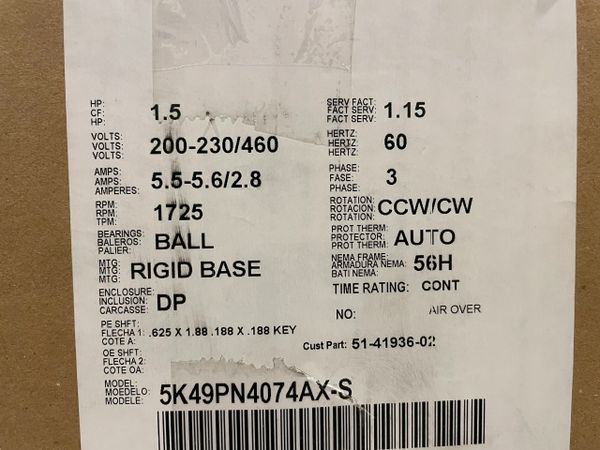 HP: 1.5 SERV FACT: 1.15
CF: FACT SERV:
HP: FACT SERV:
VOLTS: 200-230/460 HERTZ: 60
VOLTS: HERTZ:
VOLTS: HERTZ:
AMPS: 5.5-5.6/2.8 PHASE: 3
AMPS: FASE:
AMPERES: PHASE:
RPM: 1725 ROTATION: CCW/CW
RPM: ROTACION:
TPM: ROTATION:
BEARINGS: BALL PROT THERM: AUTO
BALEROS: PROTECTOR:
PALIER: PROT THERM:
MTG: RIGID BASE NEMA FRAME: 56H
MTG: ARMADURA NEMA:
MTG: BATI NEMA:
ENCLOSURE: DP TIME RATING: CONT
INCLUSION:
CARCASSE: NO: AIR OVER
PE SHFT:
FLECHA 1: .625 X 1.88 .188 X .188 KEY
COTE A: Cust Part: 51-41936-02
OE SHFT:
FLECHA 2:
COTE OA:
MODEL: 5K49PN4074AX-S
MOEDELO:
MODELE: